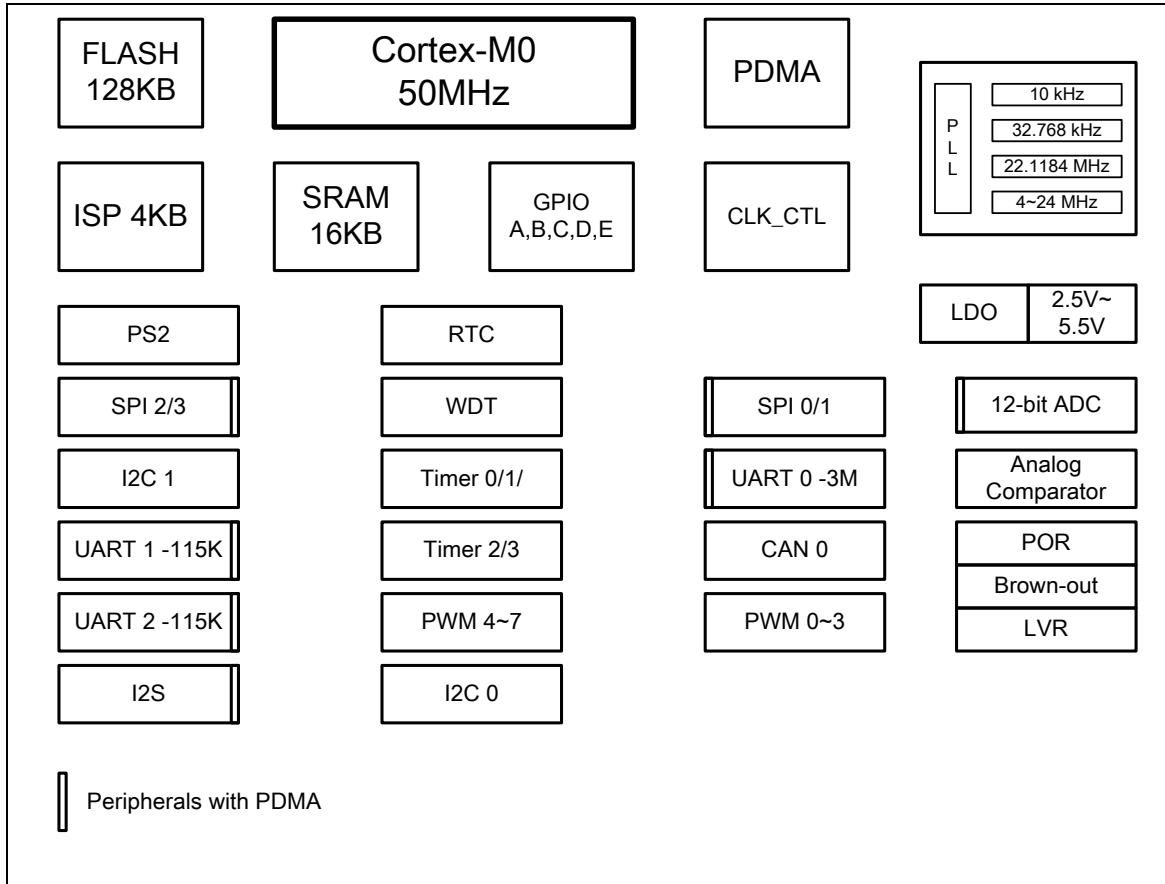 FLASH
128KB
Cortex-M0
50MHz
PDMA
P
L
L
10 kHz
32.768 kHz
22.1184 MHz
4~24 MHz
ISP 4KB
SRAM
16KB
GPIO
A,B,C,D,E
CLK_CTL
LDO
2.5V~
5.5V
PS2
RTC
SPI 2/3
WDT
SPI 0/1
12-bit ADC
I2C 1
Timer 0/1/
UART 0 -3M
Analog
Comparator
UART 1 -115K
Timer 2/3
CAN 0
POR
Brown-out
UART 2 -115K
PWM 4~7
PWM 0~3
LVR
I2S
I2C 0
Peripherals with PDMA